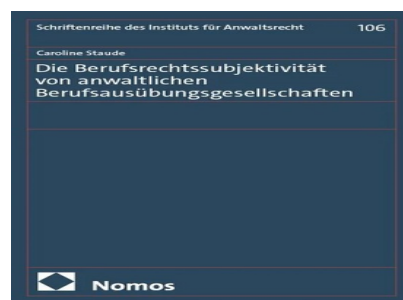 Schriftenreihe des Instituts für Anwaltsrecht 106
Caroline Staude
Die Berufsrechtssubjektivität
von anwaltlichen
Berufsausübungsgesellschaften
Nomos